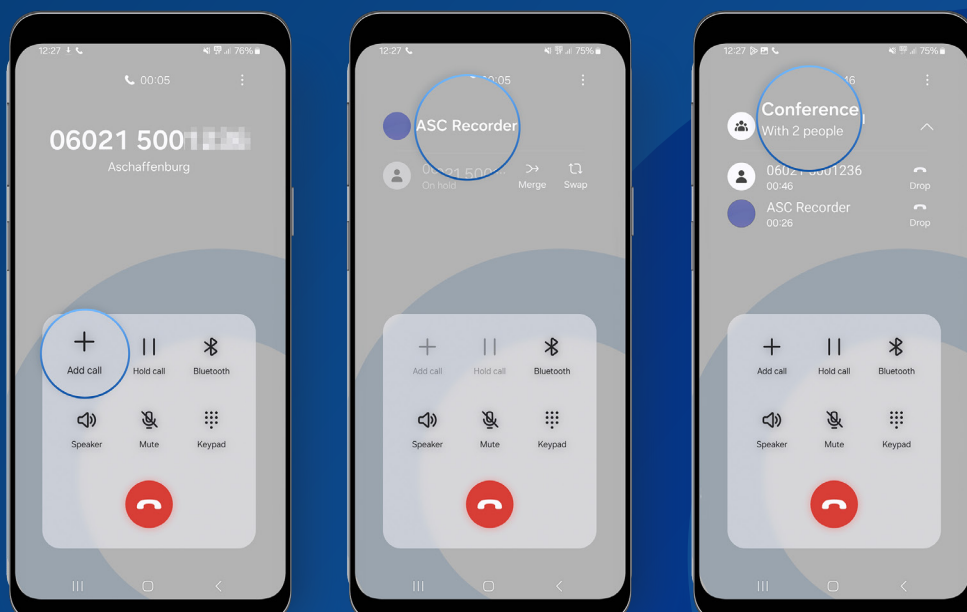 12:27
76%
00:05
06021 500
Aschaffenburg
Add call
Hold call
Bluetooth
Speaker
Mute
Keypad
12:27
75%
:05
ASC Recorder
On hold
Merge
Swap
Add call
Hold call
Bluetooth
Speaker
Mute
Keypad
12:27
75%
46
Conference
With 2 people
06021 5001236
00:46
Drop
ASC Recorder
00:26
Drop
Add call
Hold call
Bluetooth
Speaker
Mute
Keypad